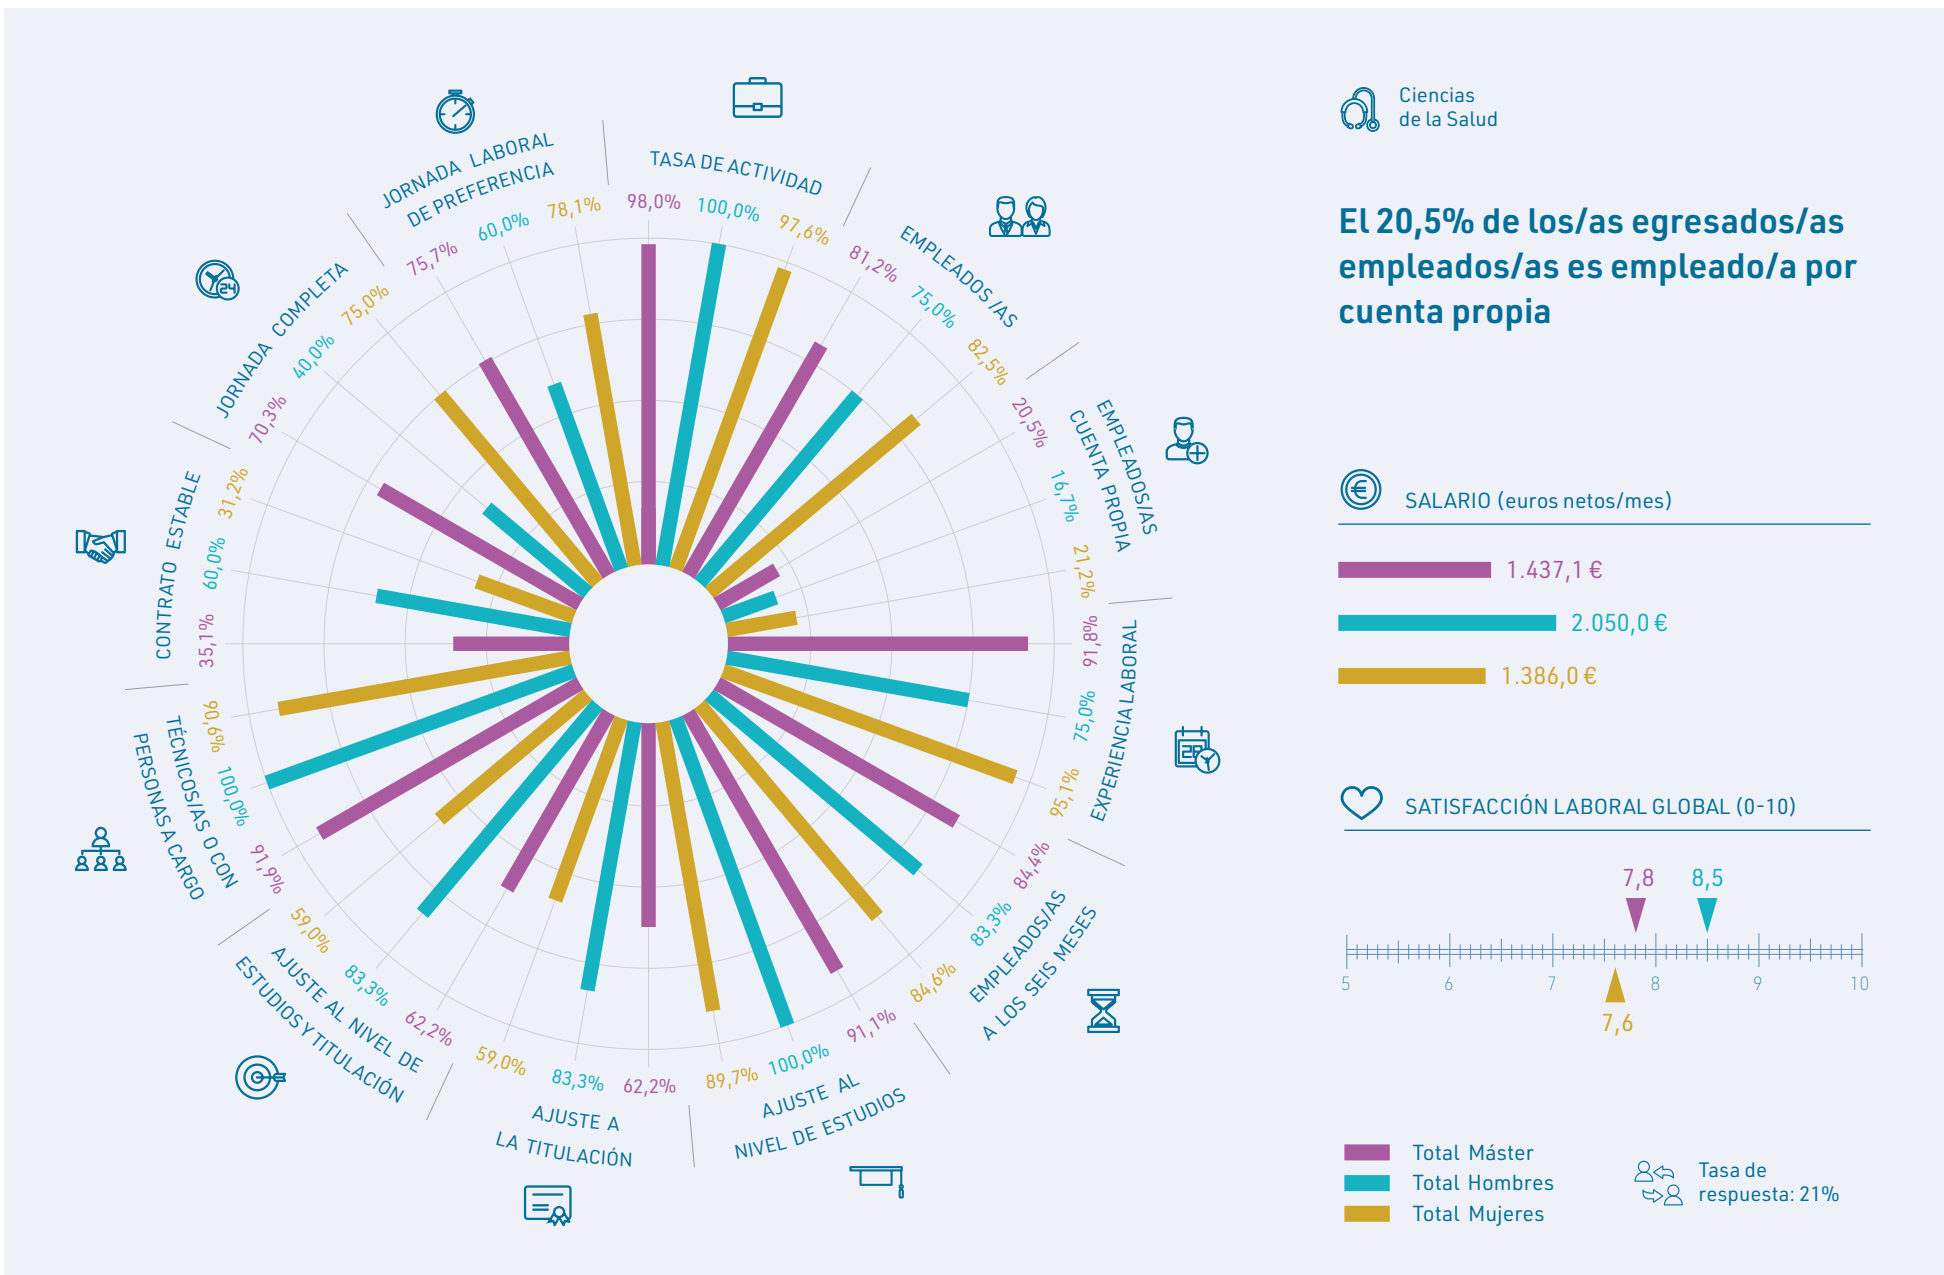 JORNADA LABORAL
DE PREFERENCIA
75,7%
60,0%
78,1%
TASA DE ACTIVIDAD
98,0%
100,0%
97,6%
EMPLEADOS /AS
81,2%
75,0%
82,5%
EMPLEADOS/AS
CUENTA PROPIA
20,5%
16,7%
21,2%
EXPERIENCIA LABORAL
91,8%
75,0%
95,1%
EMPLEADOS/AS
A LOS SEIS MESES
84,4%
83,3%
84,6%
AJUSTE AL
NIVEL DE ESTUDIOS
91,1%
100,0%
89,7%
AJUSTE A
LA TITULACIÓN
62,2%
83,3%
59,0%
AJUSTE AL NIVEL DE
ESTUDIOS Y TITULACIÓN
62,2%
83,3%
59,0%
TÉCNICOS/AS O CON
PERSONAS A CARGO
91,9%
100,0%
90,6%
CONTRATO ESTABLE
35,1%
60,0%
31,2%
JORNADA COMPLETA
70,3%
40,0%
75,0%
24
Ciencias
de la Salud
El 20,5% de los/as egresados/as
empleados/as es empleado/a por
cuenta propia
€
SALARIO (euros netos/mes)
1.437,1 €
2.050,0 €
1.386,0 €
SATISFACCIÓN LABORAL GLOBAL (0-10)
7,8
8,5
5 6 7 8 9 10
7,6
Total Máster
Total Hombres
Total Mujeres
Tasa de
respuesta: 21%